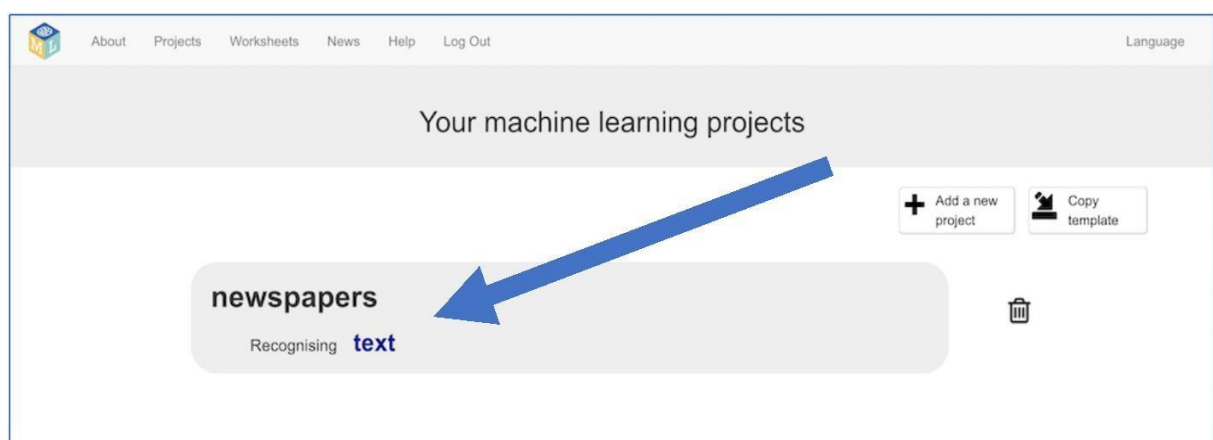 ML About Projects Worksheets News Help Log Out Language
Your machine learning projects
Add a new project
Copy template
newspapers
Recognising text